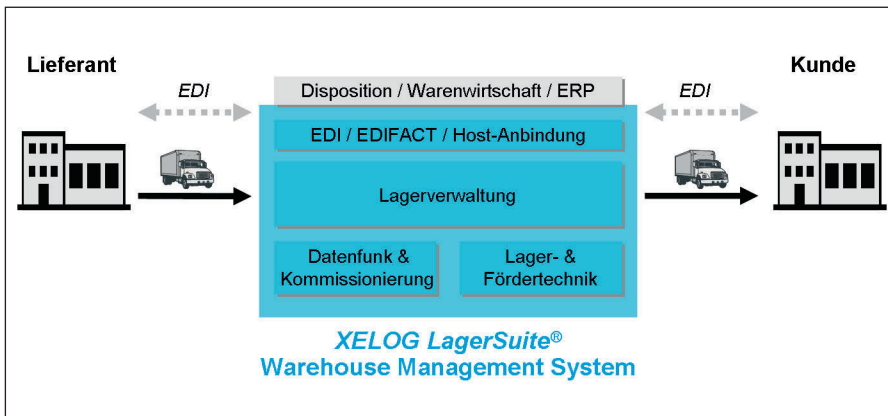 Lieferant
Kunde
EDI
Disposition / Warenwirtschaft / ERP
EDI
EDI / EDIFACT / Host-Anbindung
Lagerverwaltung
Datenfunk &
Kommissionierung
Lager- &
Fördertechnik
XELOG LagerSuite®
Warehouse Management System